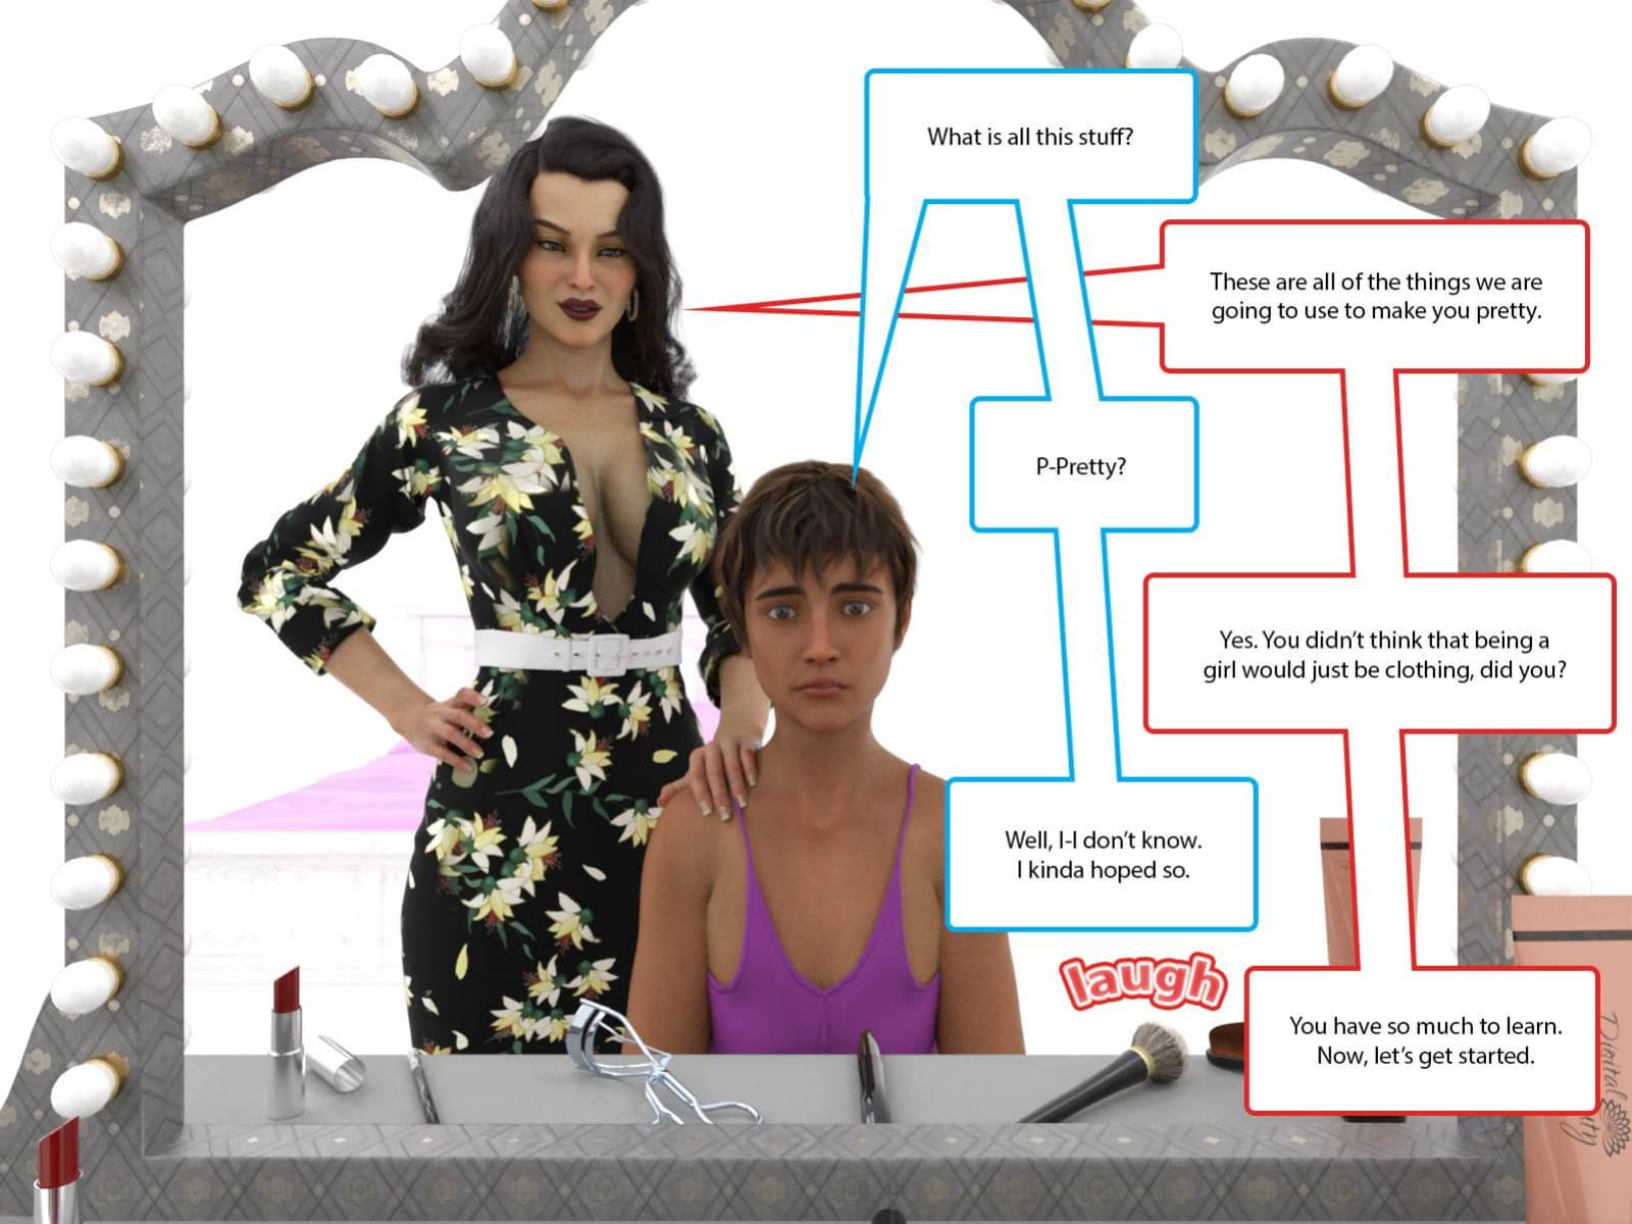 What is all this stuff?
These are all of the things we are
going to use to make you pretty.
P-Pretty?
Yes. You didn't think that being a
girl would just be clothing, did you?
Well, I-I don't know.
I kinda hoped so.
laugh
You have so much to learn.
Now, let's get started.
Digital